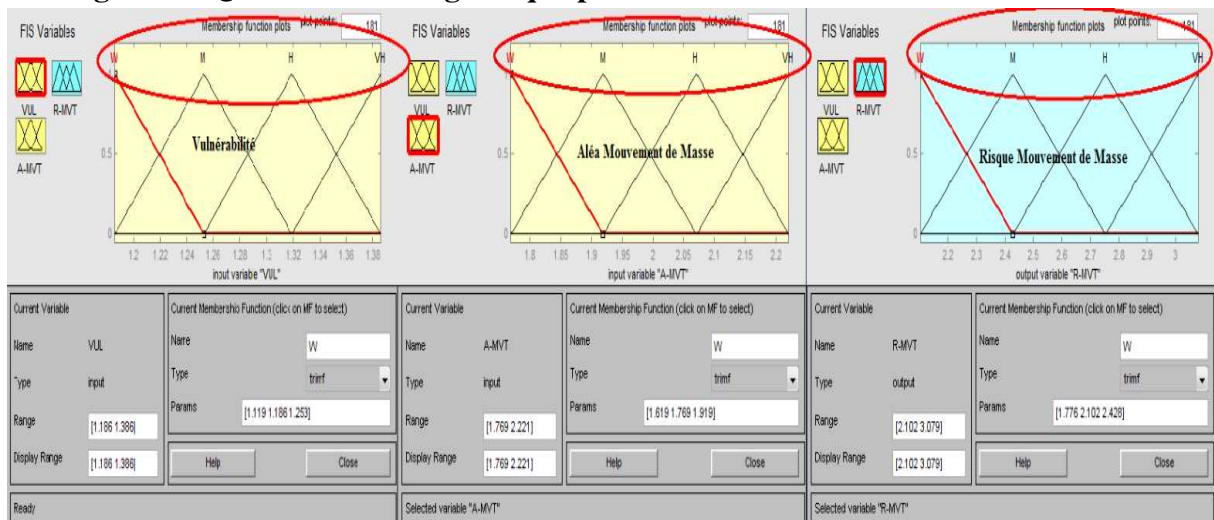 FIS Variables
Membership function plots plot points: 181
W M H VH
VUL R-MVT
A-MVT
1
0.5
0
Vulnérabilité
1.2 1.22 1.24 1.26 1.28 1.3 1.32 1.34 1.36 1.38
input variable "VUL"
Current Variable
Name VUL
Type input
Range [1.186 1.386]
Display Range [1.186 1.386]
Current Membership Function (click on MF to select)
Name W
Type trimf
Params [1.119 1.186 1.253]
Help Close
Ready
FIS Variables
Membership function plots plot points: 181
W M H VH
VUL R-MVT
A-MVT
0.5
0
Aléa Mouvement de Masse
1.8 1.85 1.9 1.95 2 2.05 2.1 2.15 2.2
input variable "A-MVT"
Current Variable
Name A-MVT
Type input
Range [1.769 2.221]
Display Range [1.769 2.221]
Current Membership Function (click on MF to select)
Name W
Type trimf
Params [1.619 1.769 1.919]
Help Close
Selected variable "A-MVT"
FIS Variables
Membership function plots plot points: 181
W M H VH
VUL R-MVT
A-MVT
1
0.5
0
Risque Mouvement de Masse
2.2 2.3 2.4 2.5 2.6 2.7 2.8 2.9 3
output variable "R-MVT"
Current Variable
Name R-MVT
Type output
Range [2.102 3.079]
Display Range [2.102 3.079]
Current Membership Function (click on MF to select)
Name W
Type trimf
Params [1.776 2.102 2.428]
Help Close
Selected variable "R-MVT"